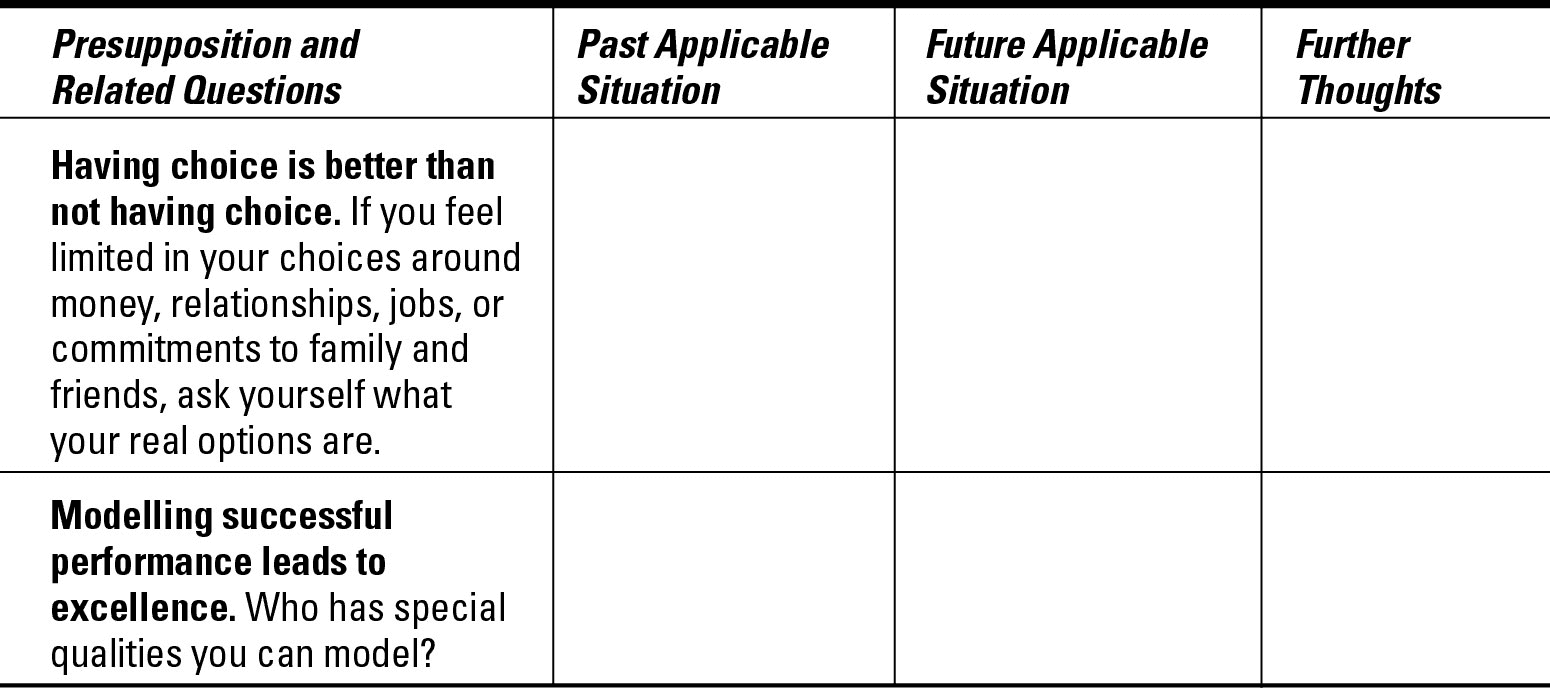 Presupposition and
Related Questions
Past Applicable
Situation
Future Applicable
Situation
Further
Thoughts
Having choice is better than
not having choice. If you feel
limited in your choices around
money, relationships, jobs, or
commitments to family and
friends, ask yourself what
your real options are.
Modelling successful
performance leads to
excellence. Who has special
qualities you can model?